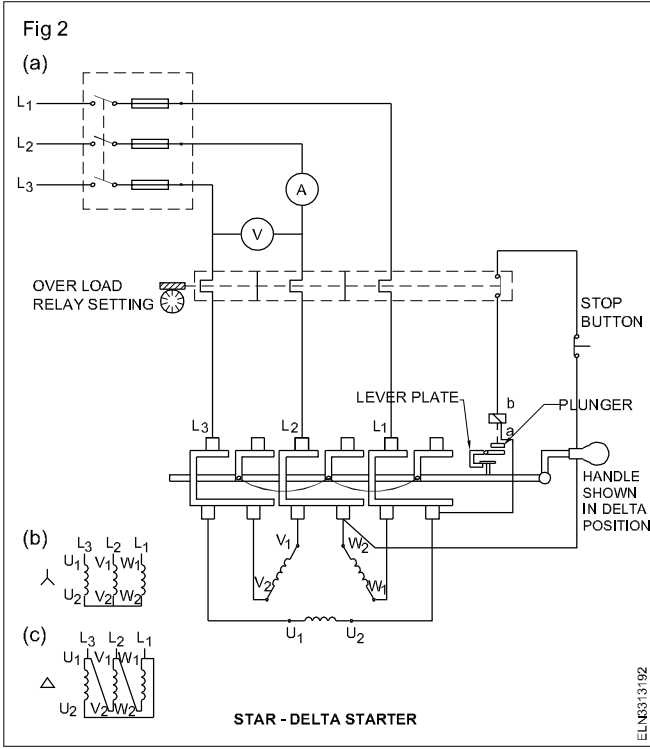 Fig 2
(a)
L1
L2
L3
A
V
OVER LOAD
RELAY SETTING
STOP
BUTTON
LEVER PLATE
b
PLUNGER
a
L3
L2
L1
HANDLE
SHOWN
IN DELTA
POSITION
V1
W2
V2
W1
U1
U2
(b)
L3 L2 L1
U1 V1 W1
U2 V2 W2
(c)
L3 L2 L1
U1 V1 W1
U2 V2 W2
STAR - DELTA STARTER
ELN3313192